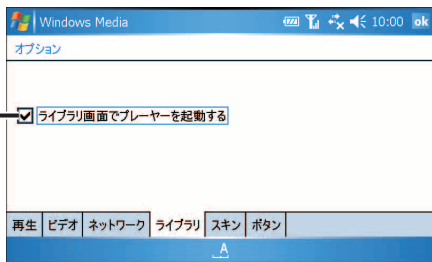 Windows Media 10:00 ok
オプション
ライブラリ画面でプレーヤーを起動する
再生 ビデオ ネットワーク ライブラリ スキン ボタン
A